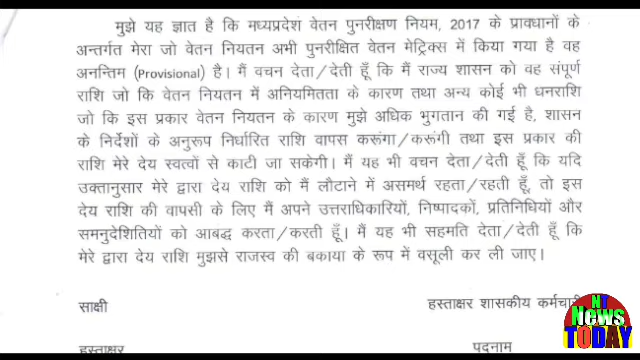 मुझे यह ज्ञात है कि मध्यप्रदेश वेतन पुनरीक्षण नियम, 2017 के प्रावधानों के
अन्तर्गत मेरा जो वेतन नियतन अभी पुनरीक्षित वेतन मेट्रिक्स में किया गया है वह
अनन्तिम (Provisional) है। मैं वचन देता/देती हूँ कि मैं राज्य शासन को वह संपूर्ण
राशि जो कि वेतन नियतन में अनियमितता के कारण तथा अन्य कोई भी धनराशि
जो कि इस प्रकार वेतन नियतन के कारण मुझे अधिक भुगतान की गई है, शासन
के निर्देशों के अनुरूप निर्धारित राशि वापस करूंगा/करूंगी तथा इस प्रकार की
राशि मेरे देय स्वत्वों से काटी जा सकेगी। मैं यह भी वचन देता/देती हूँ कि यदि
उक्तानुसार मेरे द्वारा देय राशि को मैं लौटाने में असमर्थ रहता/रहती हूँ, तो इस
देय राशि की वापसी के लिए मैं अपने उत्तराधिकारियों, निष्पादकों, प्रतिनिधियों और
समनुदेशितियों को आबद्ध करता/करती हूँ। मैं यह भी सहमति देता/देती हूँ कि
मेरे द्वारा देय राशि मुझसे राजस्व की बकाया के रूप में वसूली कर ली जाए।
साक्षी
हस्ताक्षर शासकीय कर्मचारी
हस्ताक्षर
पदनाम
NT
News
TODAY